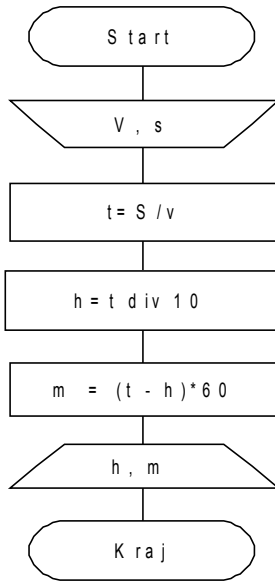 Start
V, s
t= S/v
h=t div 10
m = (t - h)*60
h, m
Kraj